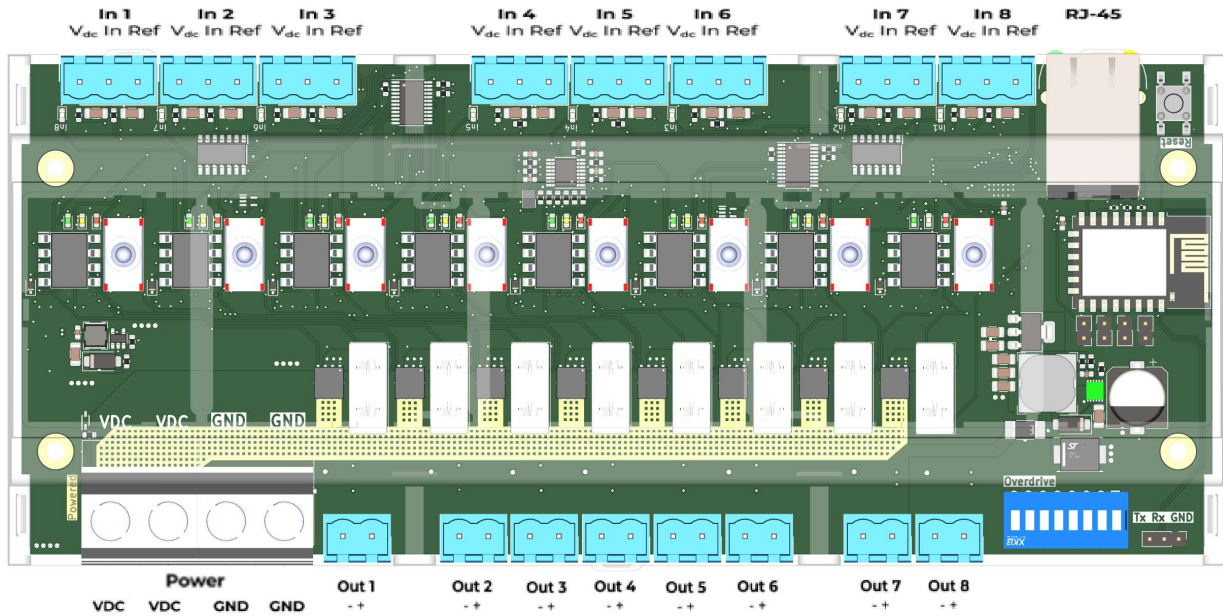 In 1 In 2 In 3 In 4 In 5 In 6 In 7 In 8 RJ-45
Vdc In Ref Vdc In Ref Vdc In Ref Vdc In Ref Vdc In Ref Vdc In Ref Vdc In Ref Vdc In Ref
in8 in7 in6 in5 in4 in3 in2 in1
Reset
VDC VDC GND GND
Powered
Overdrive
Tx Rx GND
Power
VDC VDC GND GND
Out 1 Out 2 Out 3 Out 4 Out 5 Out 6 Out 7 Out 8
- + - + - + - + - + - + - + - +